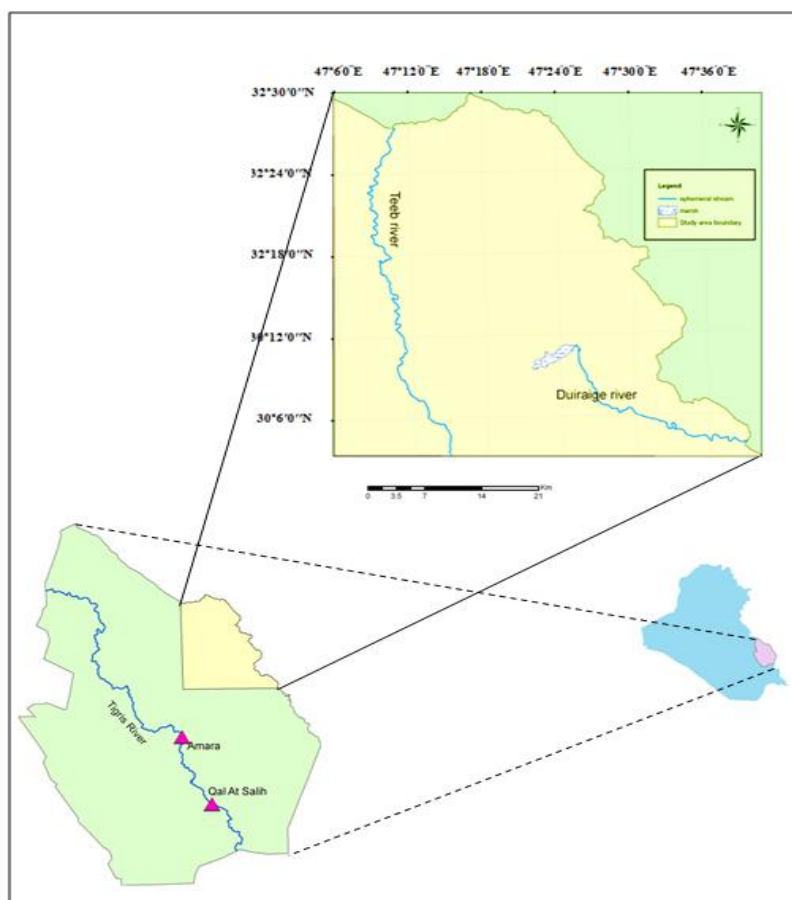 47°6'0"E 47°12'0"E 47°18'0"E 47°24'0"E 47°30'0"E 47°36'0"E
32°30'0"N
32°24'0"N
32°18'0"N
30°12'0"N
30°6'0"N
Legend
ephemeral stream
marsh
Study area boundary
Teeb river
Duiraige river
0 3.5 7 14 21 Km
Tigris River
Amara
Qal At Salih